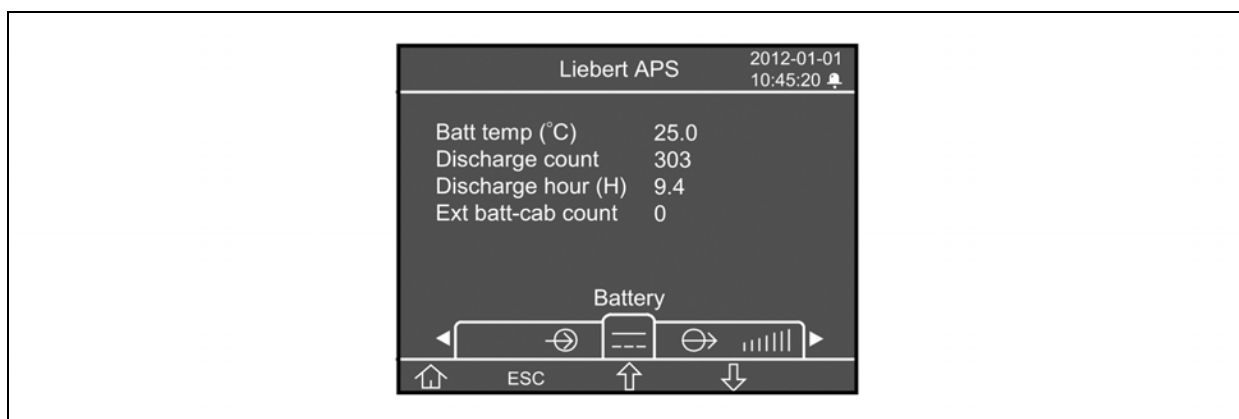 Liebert APS
2012-01-01
10:45:20
Batt temp (°C) 25.0
Discharge count 303
Discharge hour (H) 9.4
Ext batt-cab count 0
Battery
ESC